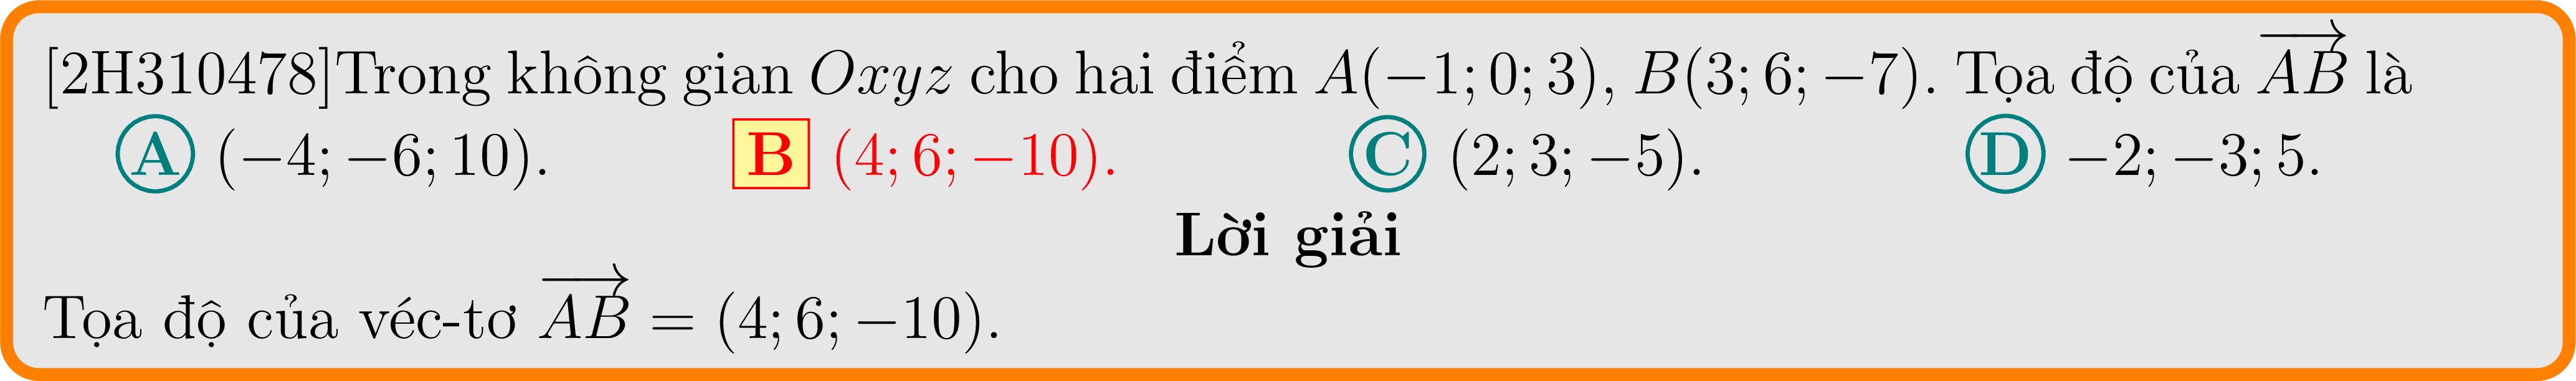 [2H310478]Trong không gian Oxyz cho hai điểm A(−1; 0; 3), B(3; 6; −7). Tọa độ của $\overrightarrow{AB}$ là
A (−4; −6; 10). B (4; 6; −10). C (2; 3; −5). D −2; −3; 5.
Lời giải
Tọa độ của véc-tơ $\overrightarrow{AB}$ = (4; 6; −10).